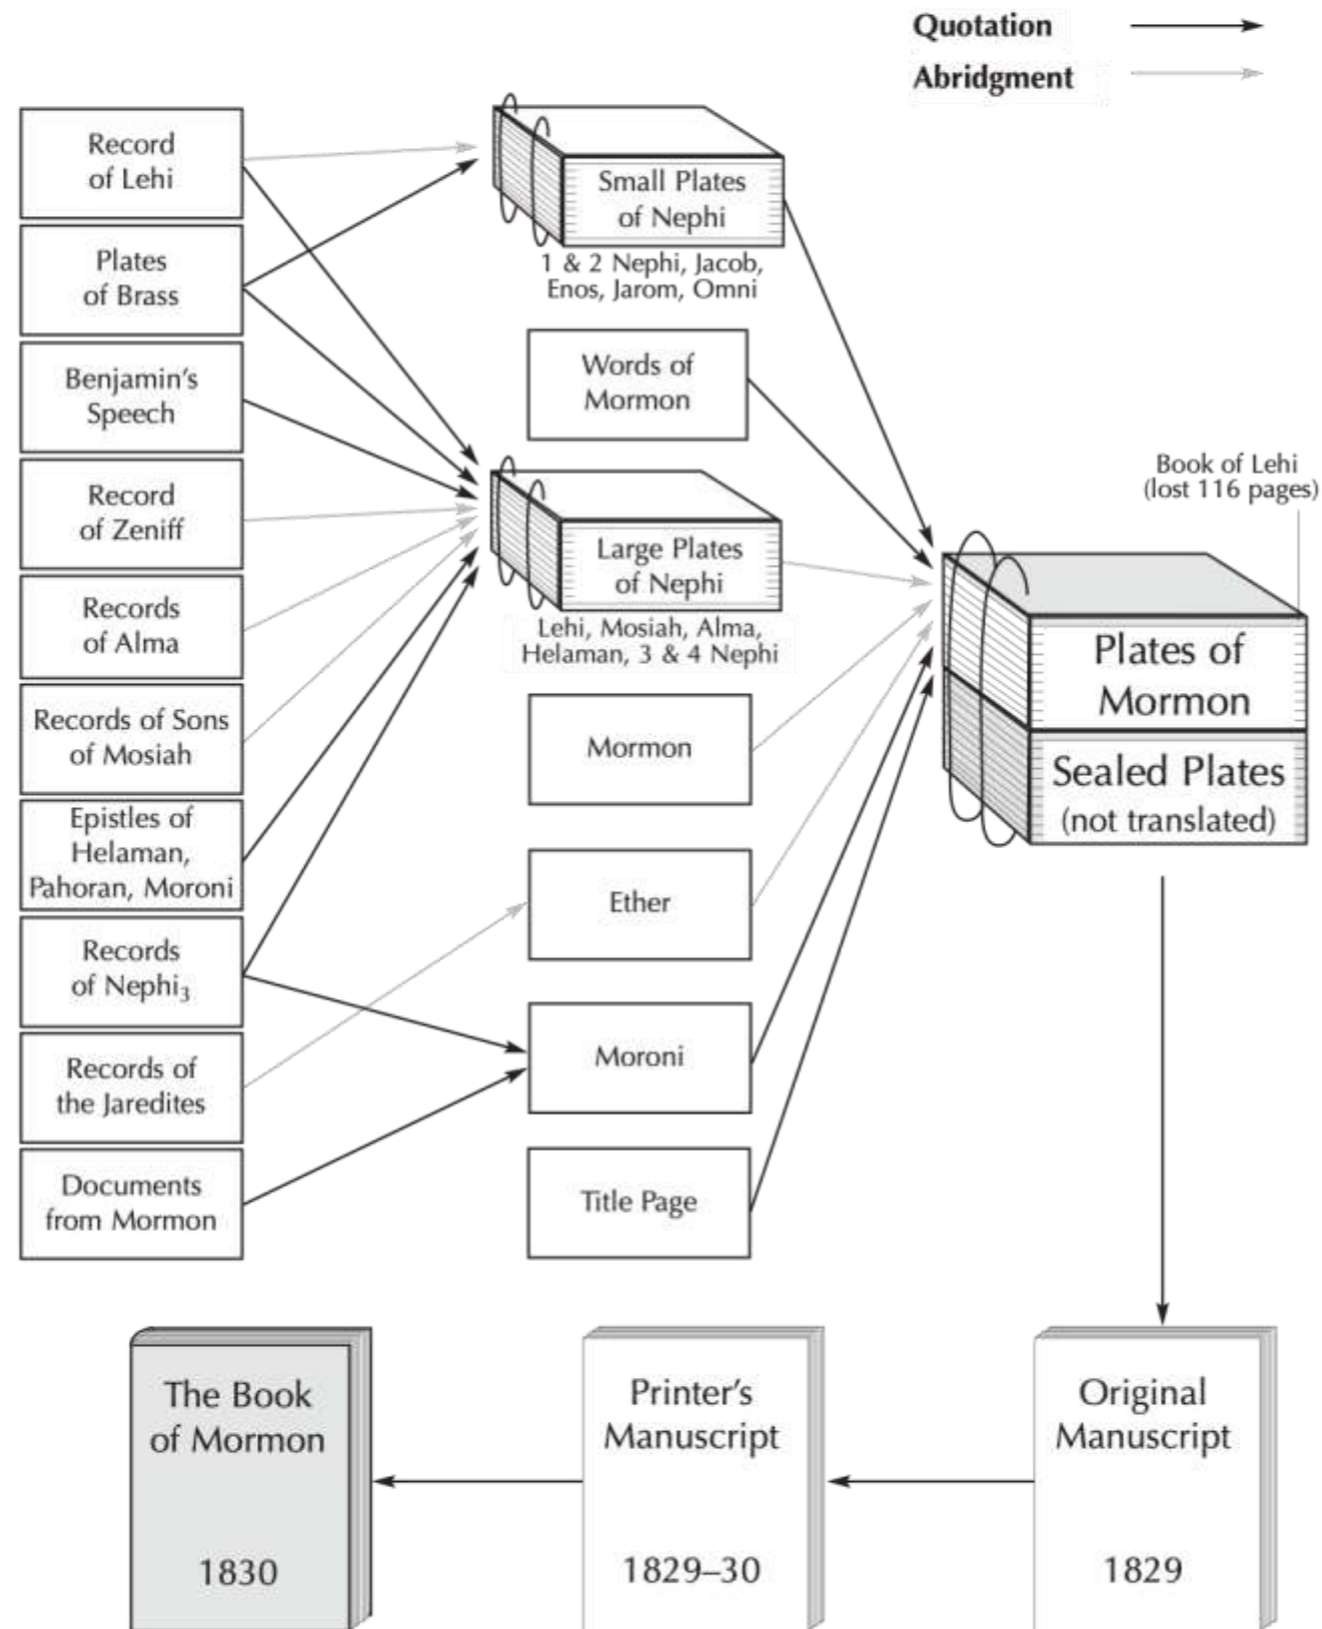 Quotation
Abridgment
Record
of Lehi
Plates
of Brass
Benjamin’s
Speech
Record
of Zeniff
Records
of Alma
Records of Sons
of Mosiah
Epistles of
Helaman,
Pahoran, Moroni
Records
of Nephi₃
Records of
the Jaredites
Documents
from Mormon
Small Plates
of Nephi
1 & 2 Nephi, Jacob,
Enos, Jarom, Omni
Words of
Mormon
Large Plates
of Nephi
Lehi, Mosiah, Alma,
Helaman, 3 & 4 Nephi
Mormon
Ether
Moroni
Title Page
Book of Lehi
(lost 116 pages)
Plates of
Mormon
Sealed Plates
(not translated)
The Book
of Mormon
1830
Printer’s
Manuscript
1829–30
Original
Manuscript
1829